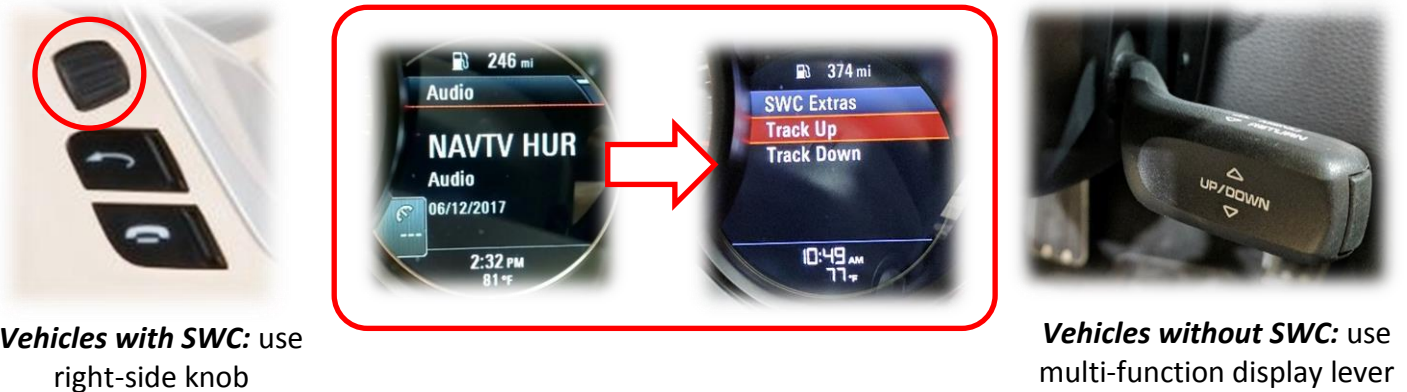 246 mi
Audio
NAVTV HUR
Audio
06/12/2017
---
2:32 PM
81°F
374 mi
SWC Extras
Track Up
Track Down
10:49 AM
77°F
UP/DOWN
Vehicles with SWC: use
right-side knob
Vehicles without SWC: use
multi-function display lever